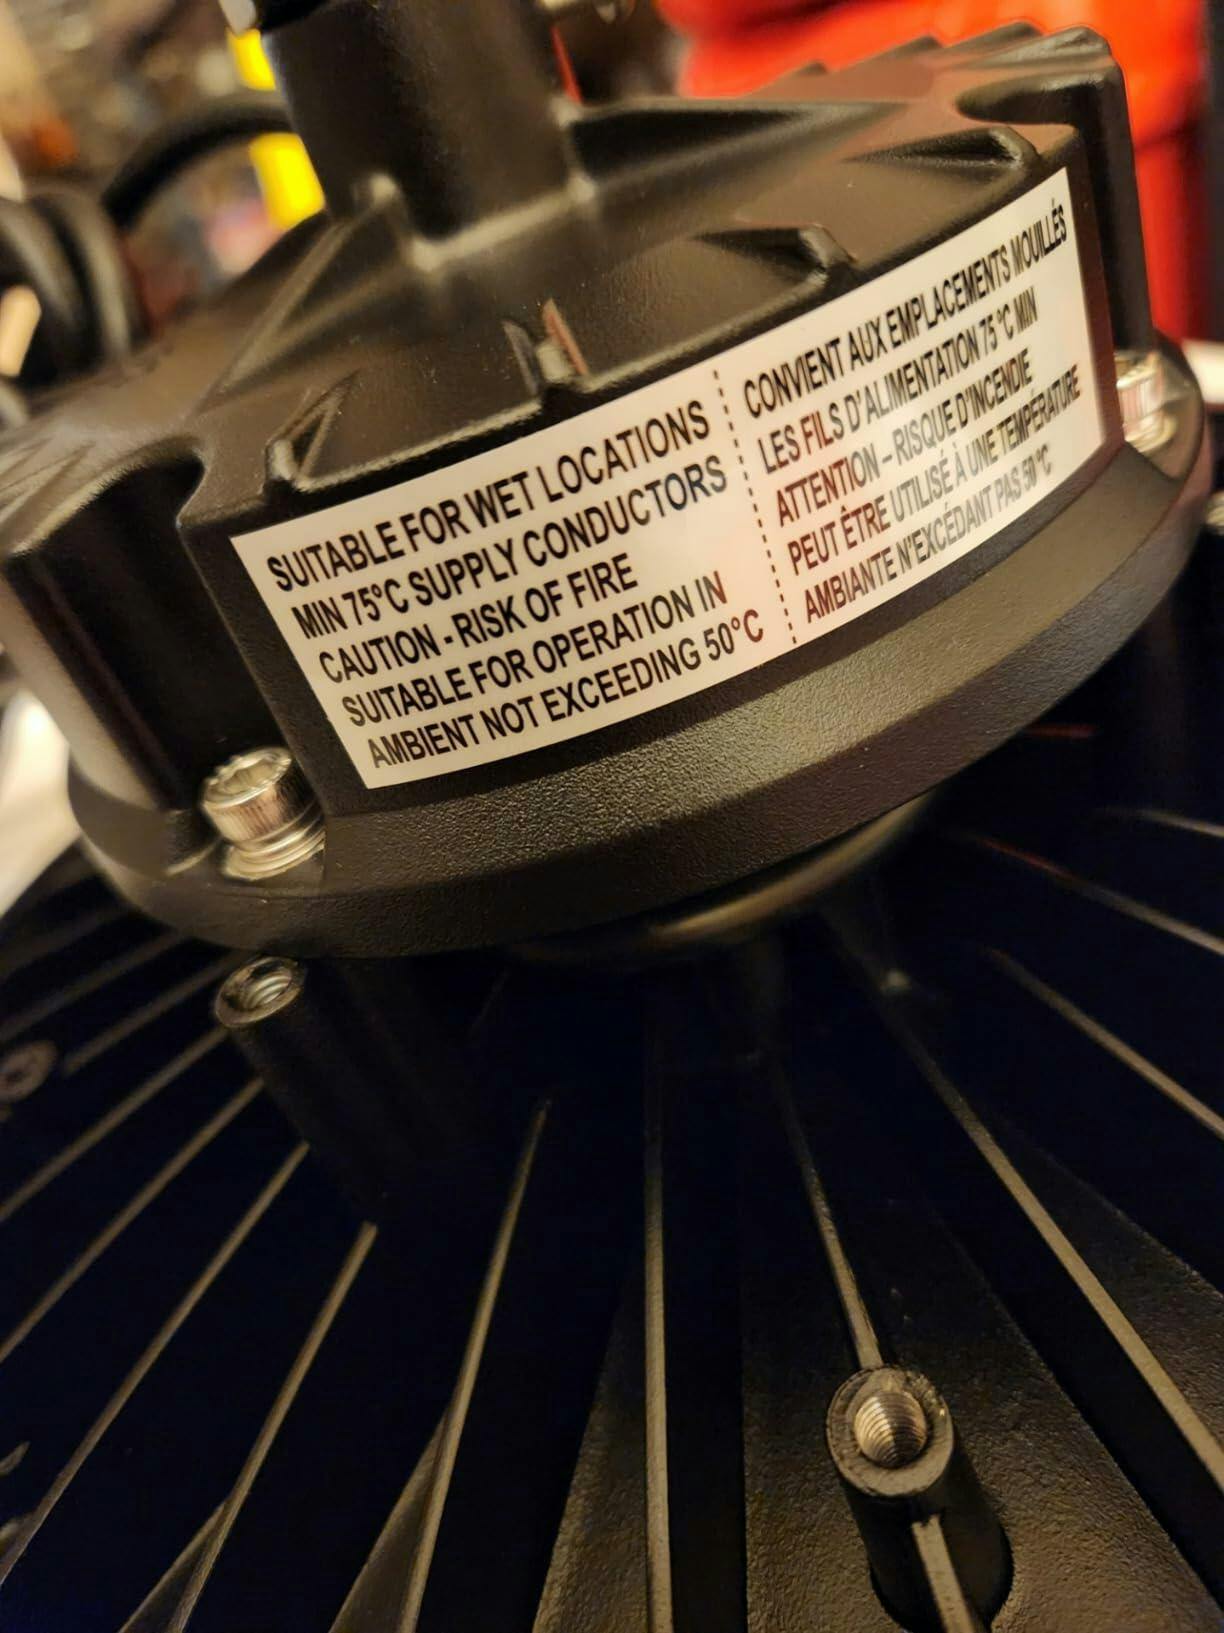 SUITABLE FOR WET LOCATIONS
MIN 75°C SUPPLY CONDUCTORS
CAUTION - RISK OF FIRE
SUITABLE FOR OPERATION IN
AMBIENT NOT EXCEEDING 50°C
CONVIENT AUX EMPLACEMENTS MOUILLÉS
LES FILS D'ALIMENTATION 75 °C MIN
ATTENTION – RISQUE D'INCENDIE
PEUT ÊTRE UTILISÉ À UNE TEMPÉRATURE
AMBIANTE N'EXCÉDANT PAS 50 °C